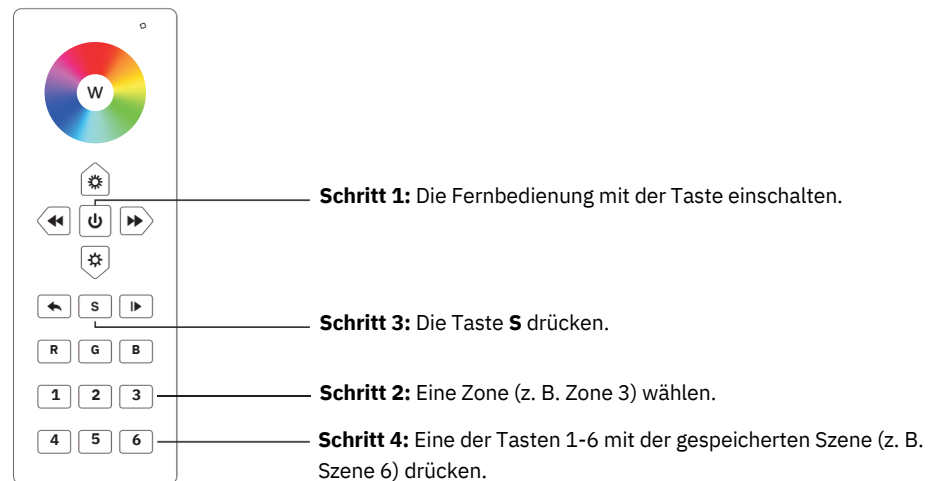 W
Schritt 1: Die Fernbedienung mit der Taste einschalten.
S
Schritt 3: Die Taste S drücken.
R G B
1 2 3
Schritt 2: Eine Zone (z. B. Zone 3) wählen.
4 5 6
Schritt 4: Eine der Tasten 1-6 mit der gespeicherten Szene (z. B.
Szene 6) drücken.